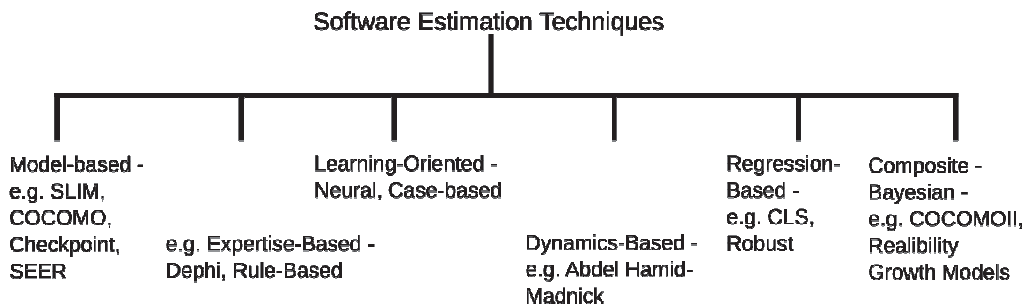 Software Estimation Techniques
Model-based -
e.g. SLIM,
COCOMO,
Checkpoint,
SEER
e.g. Expertise-Based -
Dephi, Rule-Based
Learning-Oriented -
Neural, Case-based
Dynamics-Based -
e.g. Abdel Hamid-
Madnick
Regression-
Based -
e.g. CLS,
Robust
Composite -
Bayesian -
e.g. COCOMOII,
Realibility
Growth Models